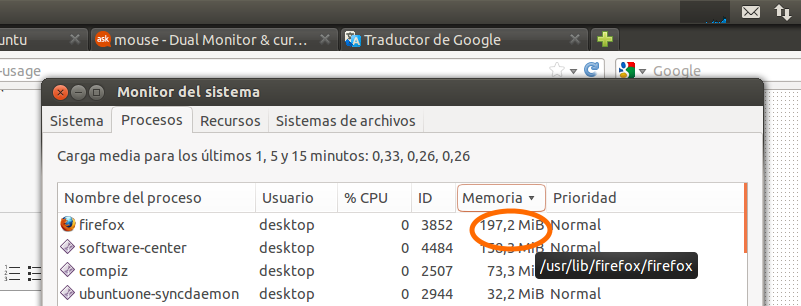 untu mouse - Dual Monitor & cur... Traductor de Google
-usage Google
Monitor del sistema
Sistema Procesos Recursos Sistemas de archivos
Carga media para los últimos 1, 5 y 15 minutos: 0,33, 0,26, 0,26
Nombre del proceso Usuario % CPU ID Memoria Prioridad
firefox desktop 0 3852 197,2 MiB Normal
software-center desktop 0 4484 158,3 MiB Normal
compiz desktop 0 2507 73,3
/usr/lib/firefox/firefox
ubuntuone-syncdaemon desktop 0 2944 32,2 MiB Normal